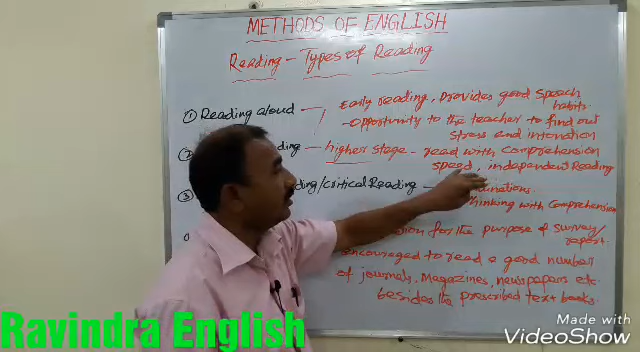 METHODS OF ENGLISH
Reading - Types of Reading
① Reading aloud - Early reading, provides good speech habits.
- Opportunity to the teacher to find out
stress and intonation
② - higher stage - read with comprehension
speed, independent Reading
③ /critical Reading -
thinking with comprehension
for the purpose of survey/
report.
encouraged to read a good number
of journals, Magazines, newspapers etc.
besides the prescribed text books.
Ravindra English
Made with
VideoShow